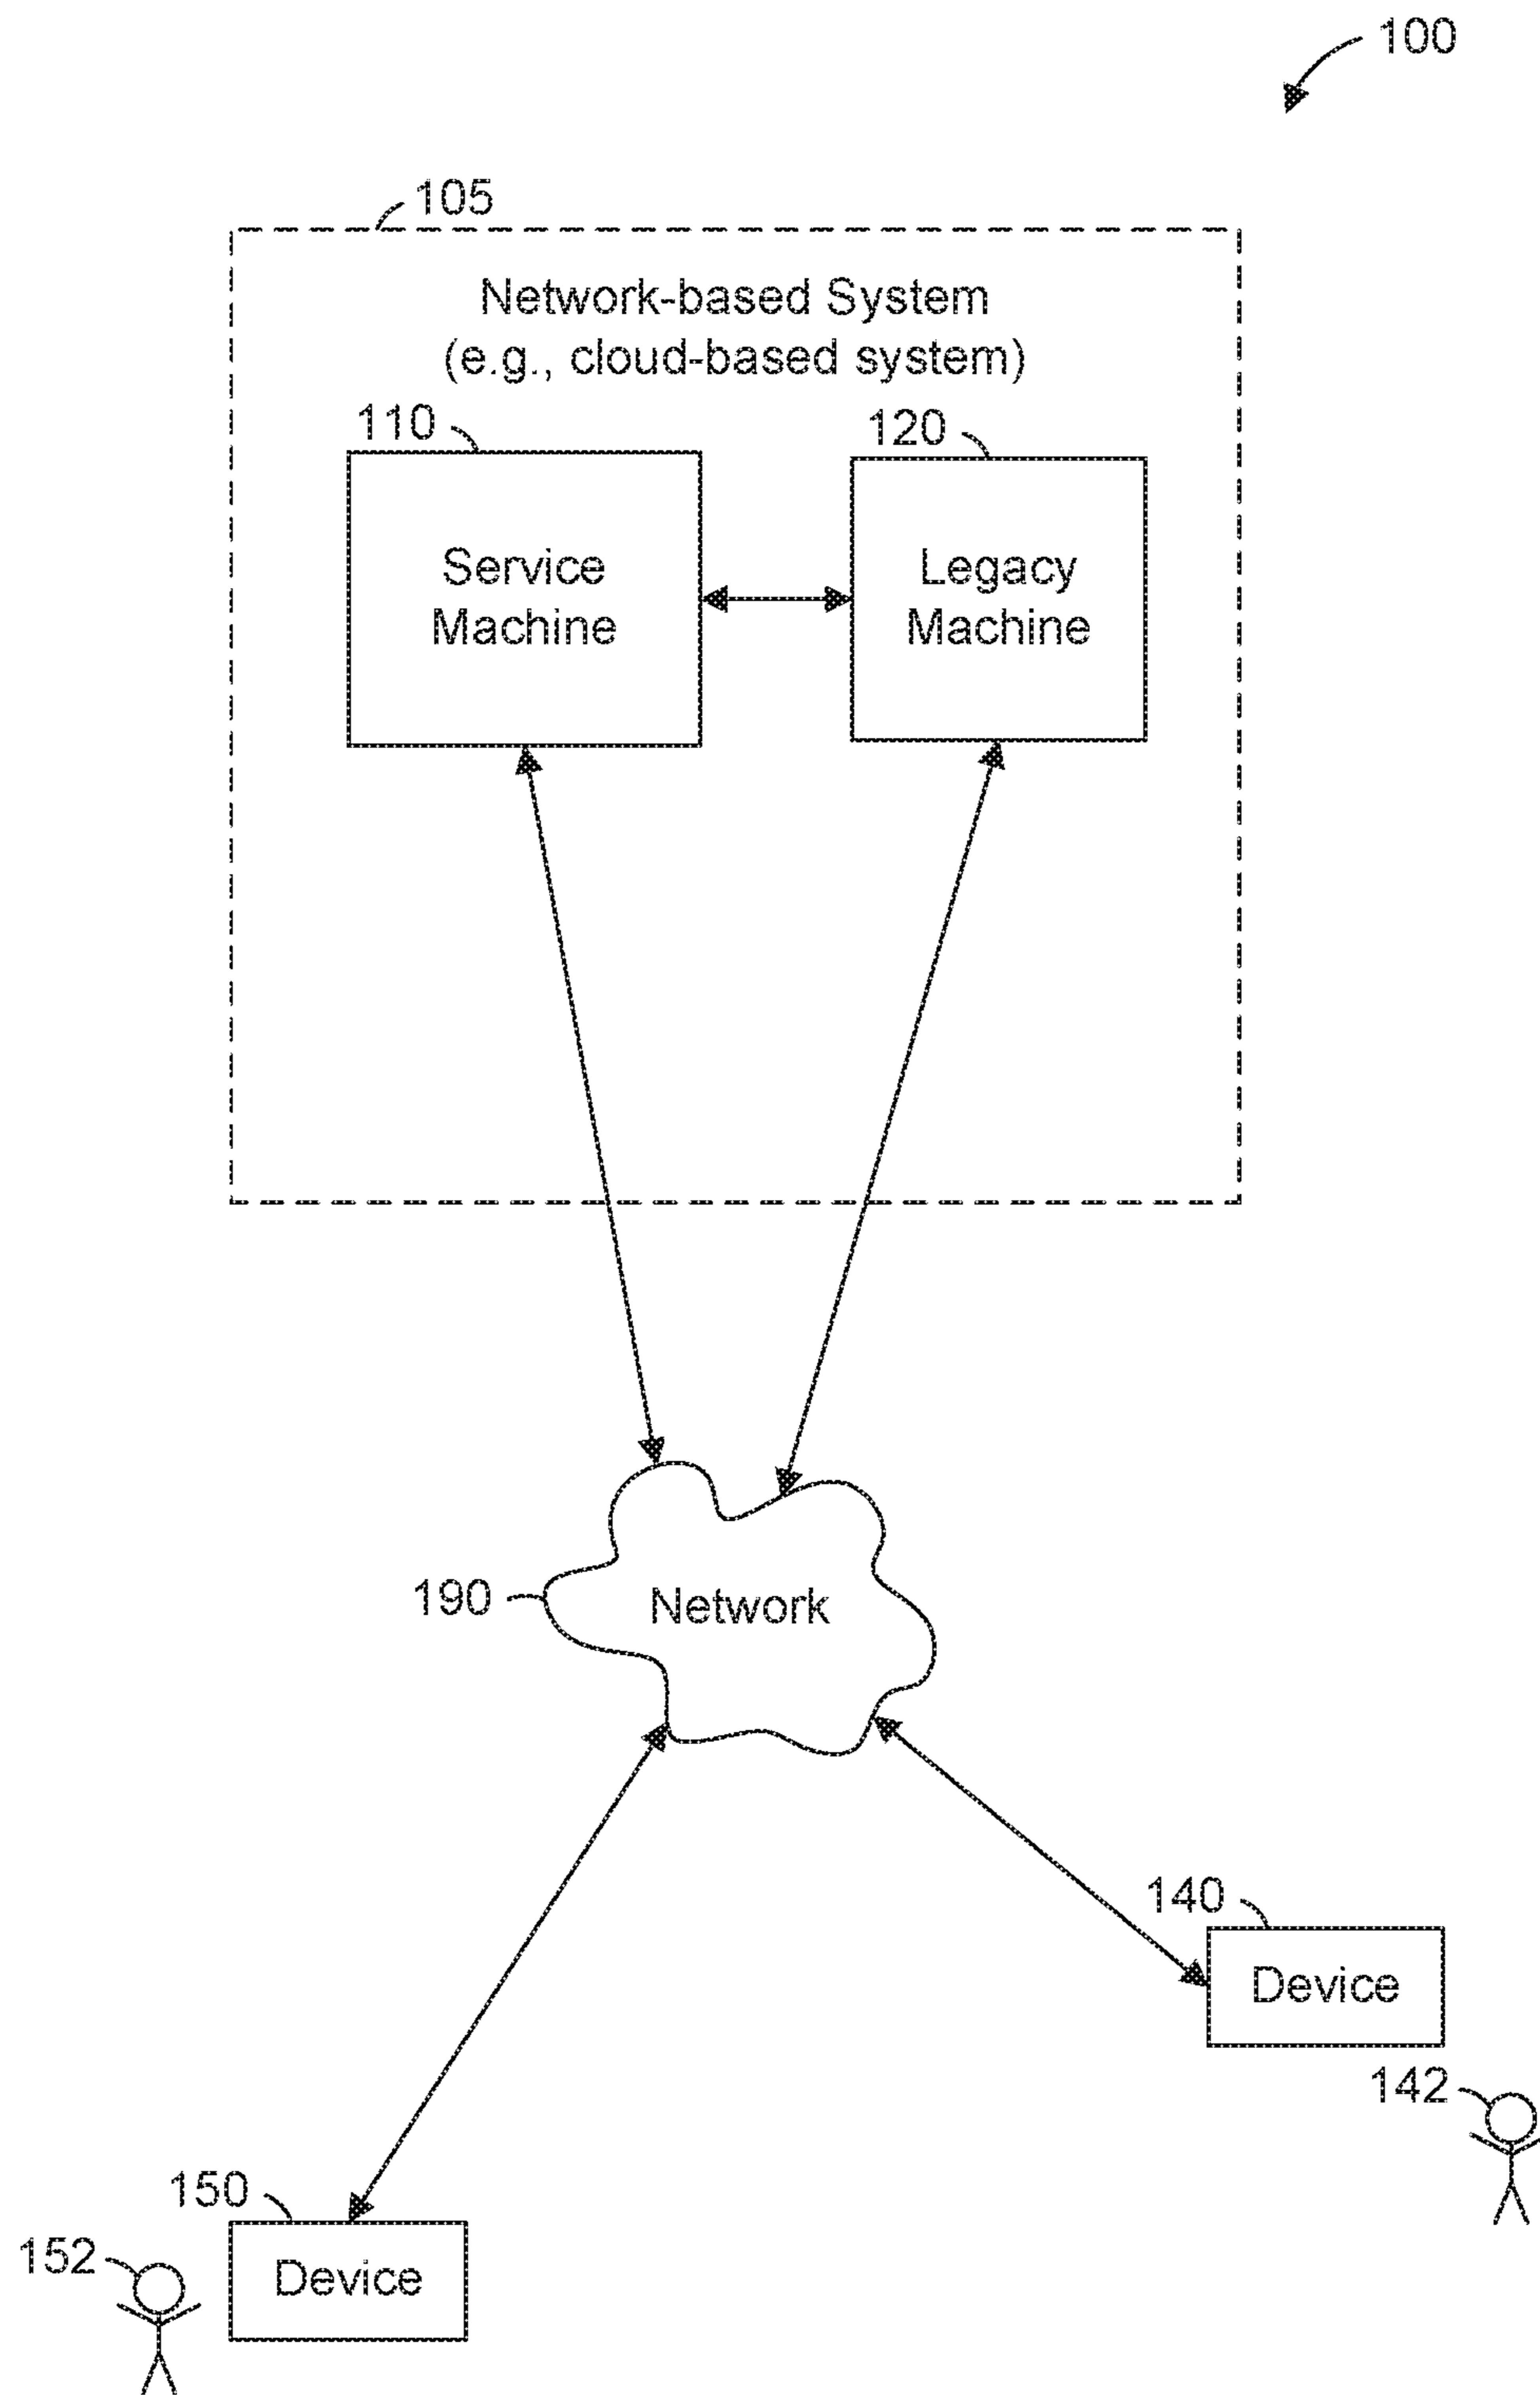 100
105
Network-based System
(e.g., cloud-based system)
110
120
Service
Machine
Legacy
Machine
190
Network
140
Device
142
150
152
Device